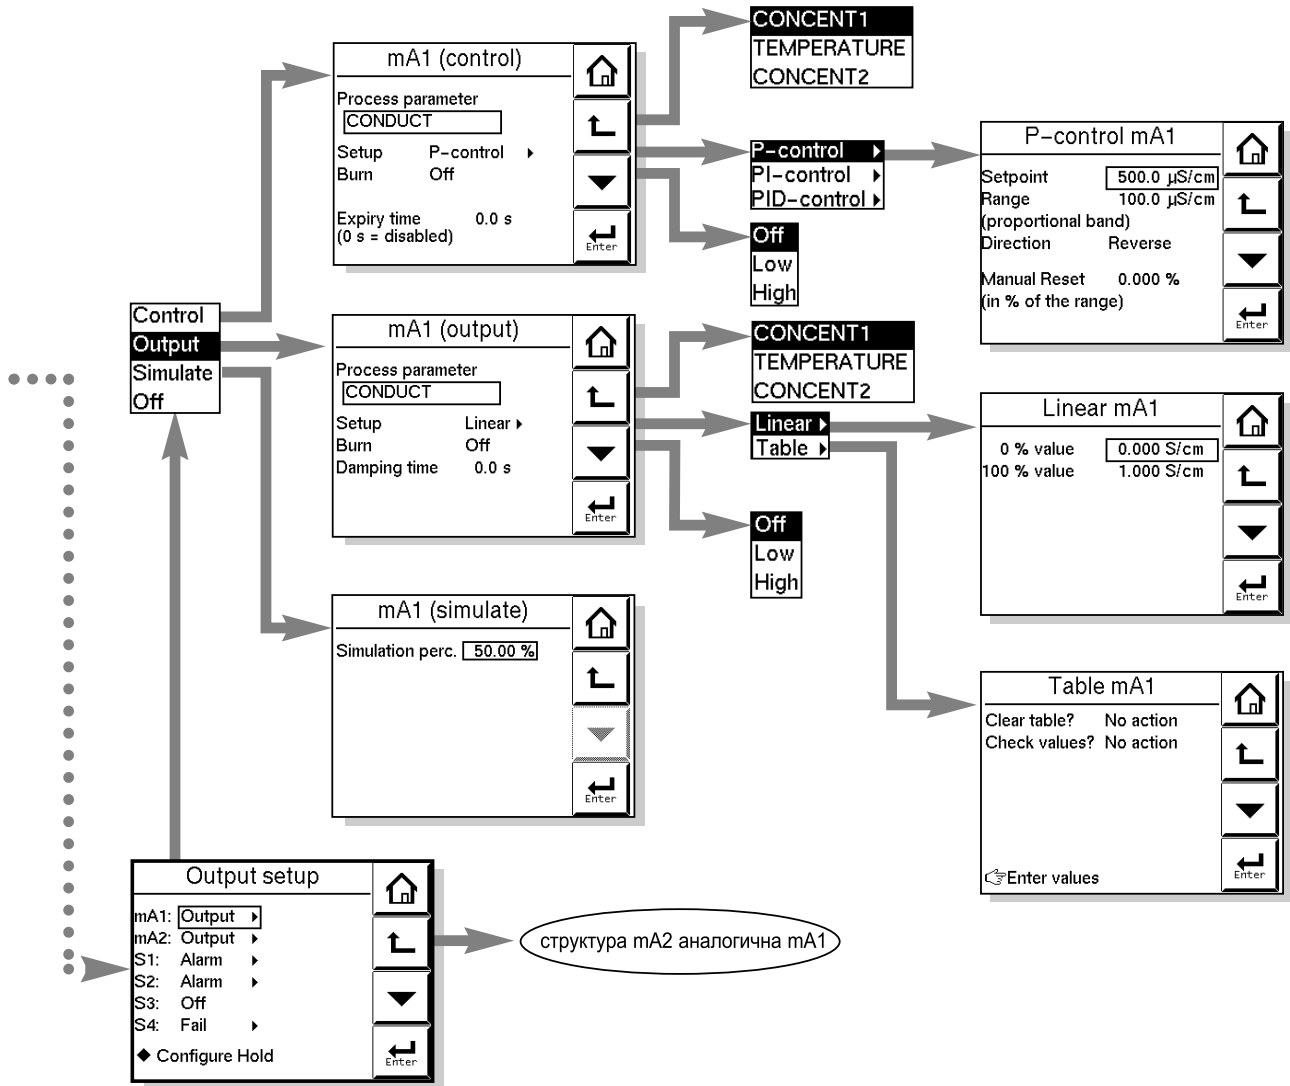 mA1 (control)
Process parameter
CONDUCT
Setup P-control
Burn Off
Expiry time 0.0 s
(0 s = disabled)
Enter
CONCENT1
TEMPERATURE
CONCENT2
P-control
PI-control
PID-control
Off
Low
High
P-control mA1
Setpoint 500.0 µS/cm
Range 100.0 µS/cm
(proportional band)
Direction Reverse
Manual Reset 0.000 %
(in % of the range)
Enter
Control
Output
Simulate
Off
mA1 (output)
Process parameter
CONDUCT
Setup Linear
Burn Off
Damping time 0.0 s
Enter
CONCENT1
TEMPERATURE
CONCENT2
Linear
Table
Off
Low
High
Linear mA1
0 % value 0.000 S/cm
100 % value 1.000 S/cm
Enter
mA1 (simulate)
Simulation perc. 50.00 %
Enter
Table mA1
Clear table? No action
Check values? No action
Enter values
Enter
Output setup
mA1: Output
mA2: Output
S1: Alarm
S2: Alarm
S3: Off
S4: Fail
Configure Hold
Enter
структура mA2 аналогична mA1